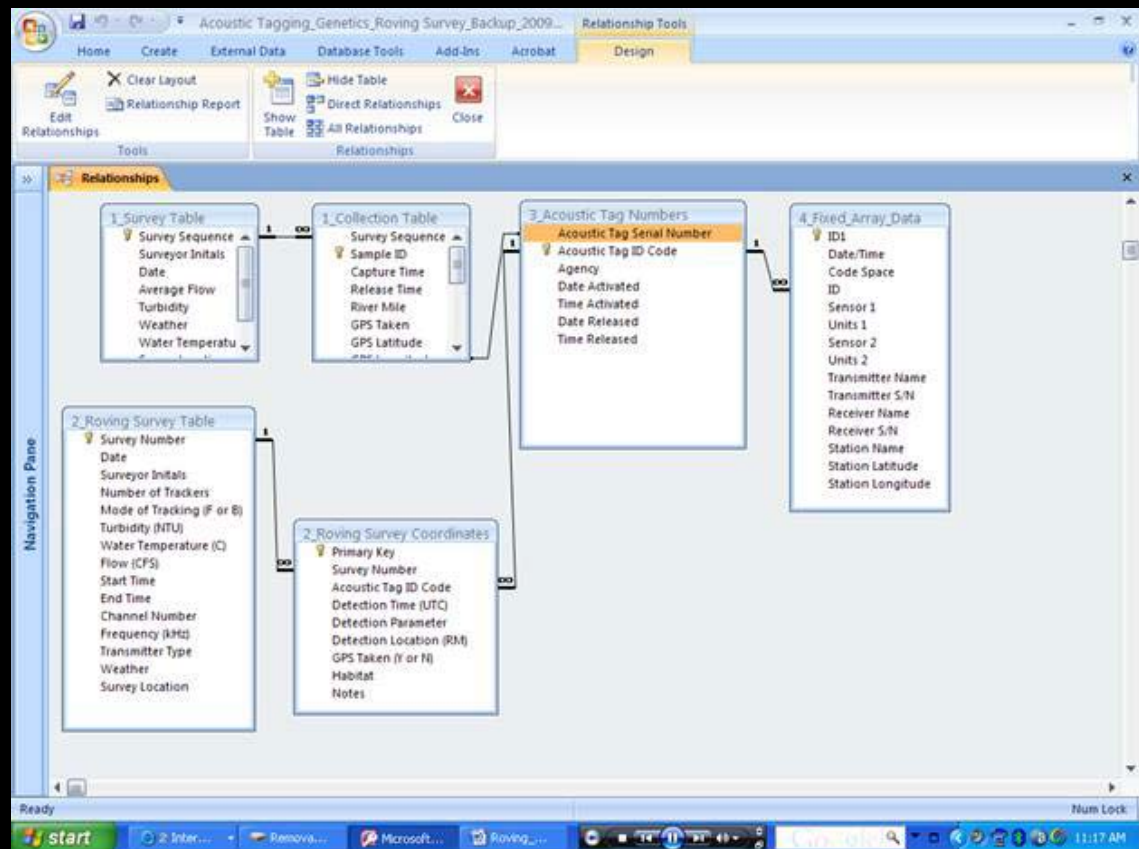 Acoustic Tagging_Genetics_Roving Survey_Backup_2009... Relationship Tools
Home Create External Data Database Tools Add-Ins Acrobat Design
Edit Relationships
Clear Layout
Relationship Report
Tools
Show Table
Hide Table
Direct Relationships
All Relationships
Close
Relationships
Relationships
Navigation Pane
1_Survey Table
Survey Sequence
Surveyor Initals
Date
Average Flow
Turbidity
Weather
Water Temperatu
1
∞
1_Collection Table
Survey Sequence
Sample ID
Capture Time
Release Time
River Mile
GPS Taken
GPS Latitude
1
3_Acoustic Tag Numbers
Acoustic Tag Serial Number
Acoustic Tag ID Code
Agency
Date Activated
Time Activated
Date Released
Time Released
1
∞
4_Fixed_Array_Data
ID1
Date/Time
Code Space
ID
Sensor 1
Units 1
Sensor 2
Units 2
Transmitter Name
Transmitter S/N
Receiver Name
Receiver S/N
Station Name
Station Latitude
Station Longitude
2_Roving Survey Table
Survey Number
Date
Surveyor Initals
Number of Trackers
Mode of Tracking (F or B)
Turbidity (NTU)
Water Temperature (C)
Flow (CFS)
Start Time
End Time
Channel Number
Frequency (kHz)
Transmitter Type
Weather
Survey Location
1
∞
2_Roving Survey Coordinates
Primary Key
Survey Number
Acoustic Tag ID Code
Detection Time (UTC)
Detection Parameter
Detection Location (RM)
GPS Taken (Y or N)
Habitat
Notes
∞
Ready Num Lock
start 2 Inter... Remova... Microsoft... Roving_... 11:17 AM